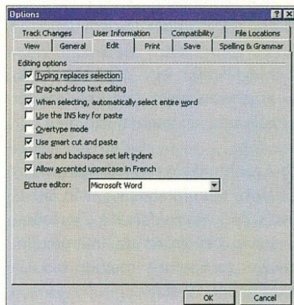 Options
Track Changes User Information Compatibility File Locations
View General Edit Print Save Spelling & Grammar
Editing options
Typing replaces selection
Drag-and-drop text editing
When selecting, automatically select entire word
Use the INS key for paste
Overtype mode
Use smart cut and paste
Tabs and backspace set left indent
Allow accented uppercase in French
Picture editor: Microsoft Word
OK Cancel